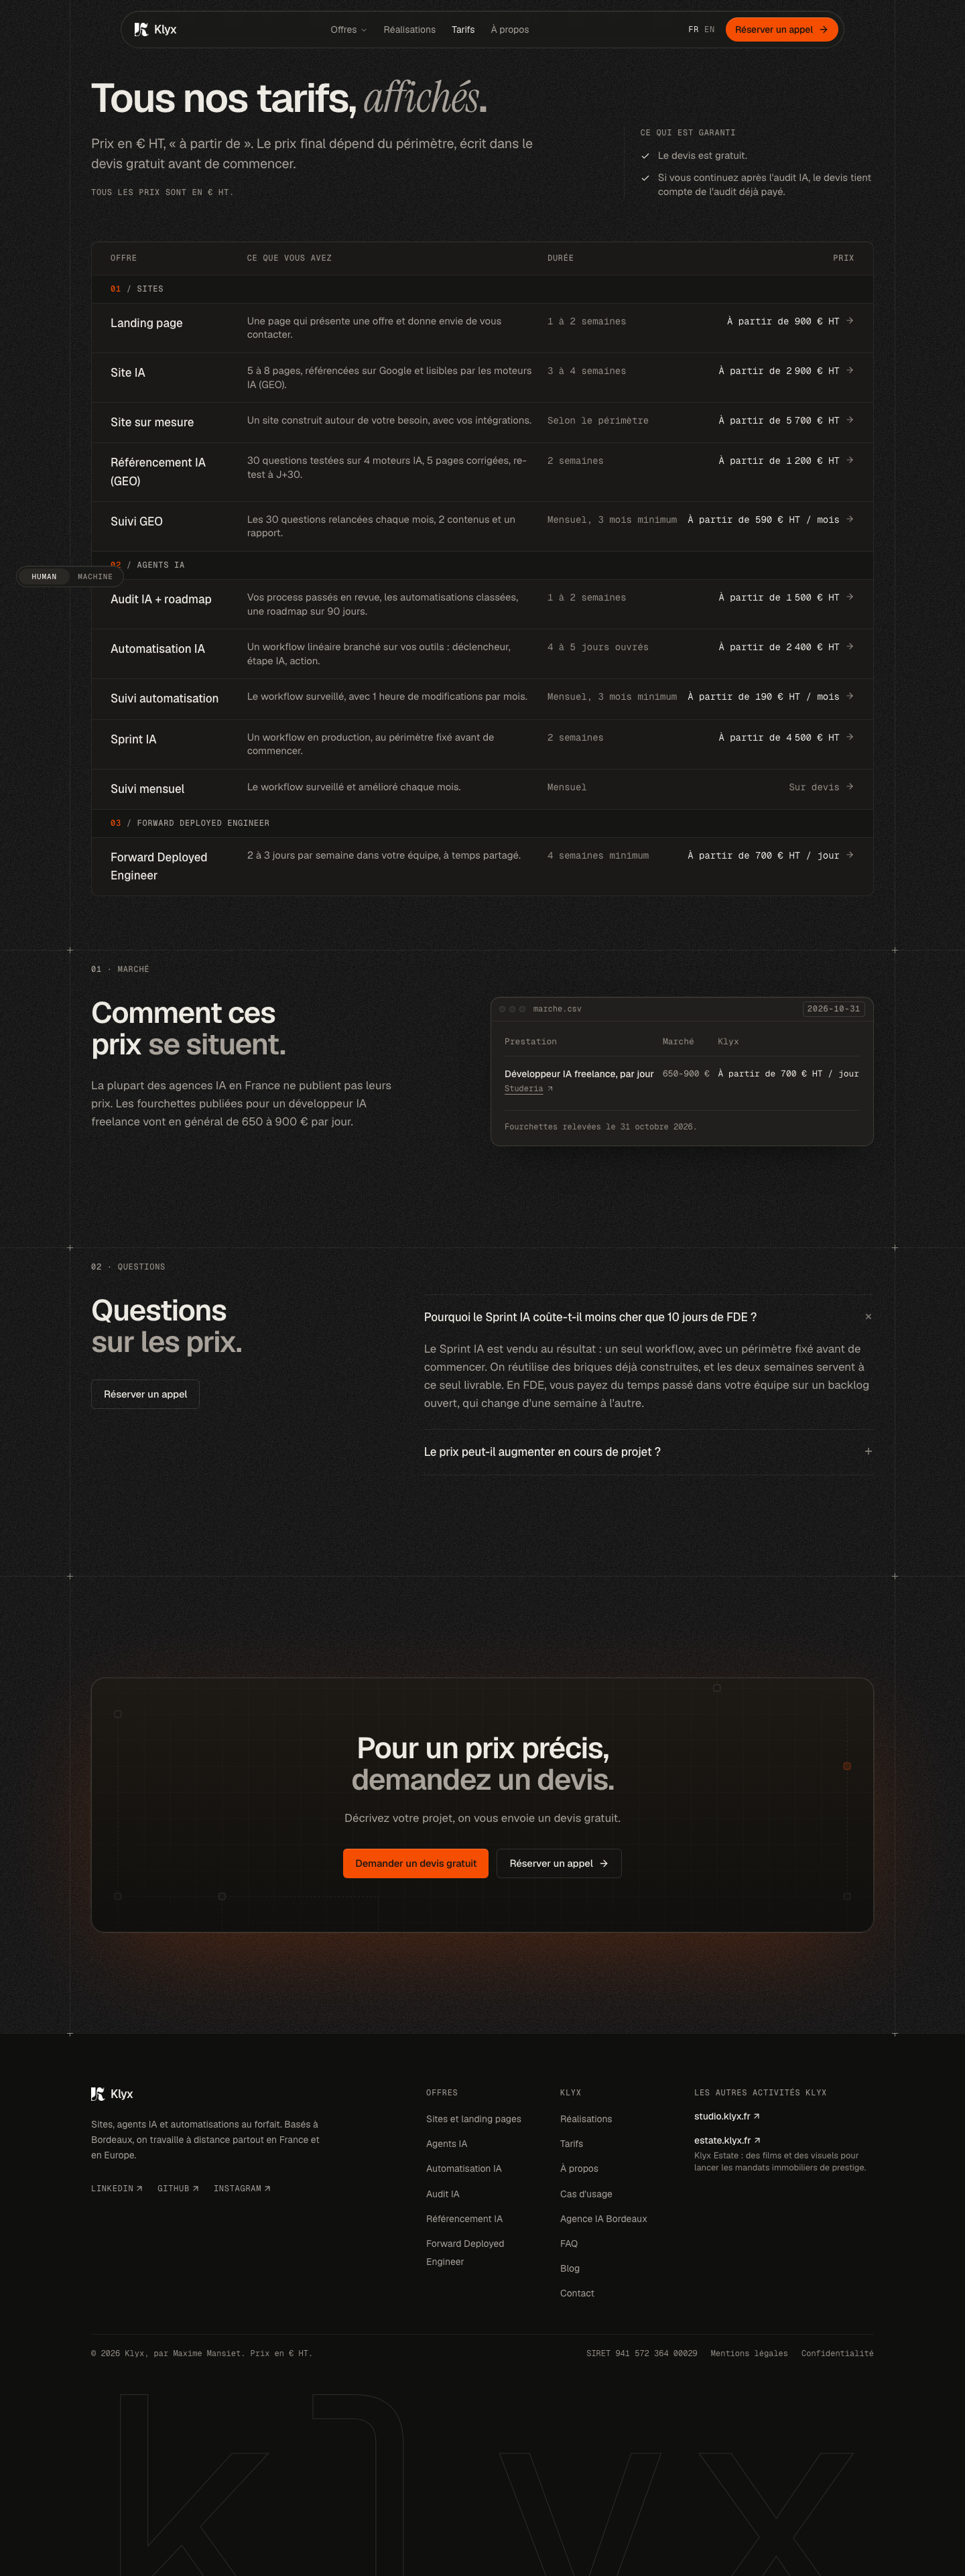 Klyx
Offres
Réalisations
Tarifs
À propos
FR EN
Réserver un appel
Tous nos tarifs, affichés.
Prix en € HT, « à partir de ». Le prix final dépend du périmètre, écrit dans le
devis gratuit avant de commencer.
TOUS LES PRIX SONT EN € HT.
CE QUI EST GARANTI
Le devis est gratuit.
Si vous continuez après l'audit IA, le devis tient
compte de l'audit déjà payé.
OFFRE CE QUE VOUS AVEZ DURÉE PRIX
01 / SITES
Landing page
Une page qui présente une offre et donne envie de vous
contacter.
1 à 2 semaines
À partir de 900 € HT
Site IA
5 à 8 pages, référencées sur Google et lisibles par les moteurs
IA (GEO).
3 à 4 semaines
À partir de 2 900 € HT
Site sur mesure
Un site construit autour de votre besoin, avec vos intégrations.
Selon le périmètre
À partir de 5 700 € HT
Référencement IA
(GEO)
30 questions testées sur 4 moteurs IA, 5 pages corrigées, re-
test à J+30.
2 semaines
À partir de 1 200 € HT
Suivi GEO
Les 30 questions relancées chaque mois, 2 contenus et un
rapport.
Mensuel, 3 mois minimum
À partir de 590 € HT / mois
02 / AGENTS IA
HUMAN MACHINE
Audit IA + roadmap
Vos process passés en revue, les automatisations classées,
une roadmap sur 90 jours.
1 à 2 semaines
À partir de 1 500 € HT
Automatisation IA
Un workflow linéaire branché sur vos outils : déclencheur,
étape IA, action.
4 à 5 jours ouvrés
À partir de 2 400 € HT
Suivi automatisation
Le workflow surveillé, avec 1 heure de modifications par mois.
Mensuel, 3 mois minimum
À partir de 190 € HT / mois
Sprint IA
Un workflow en production, au périmètre fixé avant de
commencer.
2 semaines
À partir de 4 500 € HT
Suivi mensuel
Le workflow surveillé et amélioré chaque mois.
Mensuel
Sur devis
03 / FORWARD DEPLOYED ENGINEER
Forward Deployed
Engineer
2 à 3 jours par semaine dans votre équipe, à temps partagé.
4 semaines minimum
À partir de 700 € HT / jour
01 · MARCHÉ
Comment ces
prix se situent.
La plupart des agences IA en France ne publient pas leurs
prix. Les fourchettes publiées pour un développeur IA
freelance vont en général de 650 à 900 € par jour.
marche.csv
2026-10-31
Prestation Marché Klyx
Développeur IA freelance, par jour 650–900 € À partir de 700 € HT / jour
Studeria
Fourchettes relevées le 31 octobre 2026.
02 · QUESTIONS
Questions
sur les prix.
Réserver un appel
Pourquoi le Sprint IA coûte-t-il moins cher que 10 jours de FDE ?
Le Sprint IA est vendu au résultat : un seul workflow, avec un périmètre fixé avant de
commencer. On réutilise des briques déjà construites, et les deux semaines servent à
ce seul livrable. En FDE, vous payez du temps passé dans votre équipe sur un backlog
ouvert, qui change d'une semaine à l'autre.
Le prix peut-il augmenter en cours de projet ?
Pour un prix précis,
demandez un devis.
Décrivez votre projet, on vous envoie un devis gratuit.
Demander un devis gratuit
Réserver un appel
Klyx
Sites, agents IA et automatisations au forfait. Basés à
Bordeaux, on travaille à distance partout en France et
en Europe.
LINKEDIN GITHUB INSTAGRAM
OFFRES
Sites et landing pages
Agents IA
Automatisation IA
Audit IA
Référencement IA
Forward Deployed
Engineer
KLYX
Réalisations
Tarifs
À propos
Cas d'usage
Agence IA Bordeaux
FAQ
Blog
Contact
LES AUTRES ACTIVITÉS KLYX
studio.klyx.fr
estate.klyx.fr
Klyx Estate : des films et des visuels pour
lancer les mandats immobiliers de prestige.
© 2026 Klyx, par Maxime Mansiet. Prix en € HT.
SIRET 941 572 364 00029
Mentions légales
Confidentialité
klyx